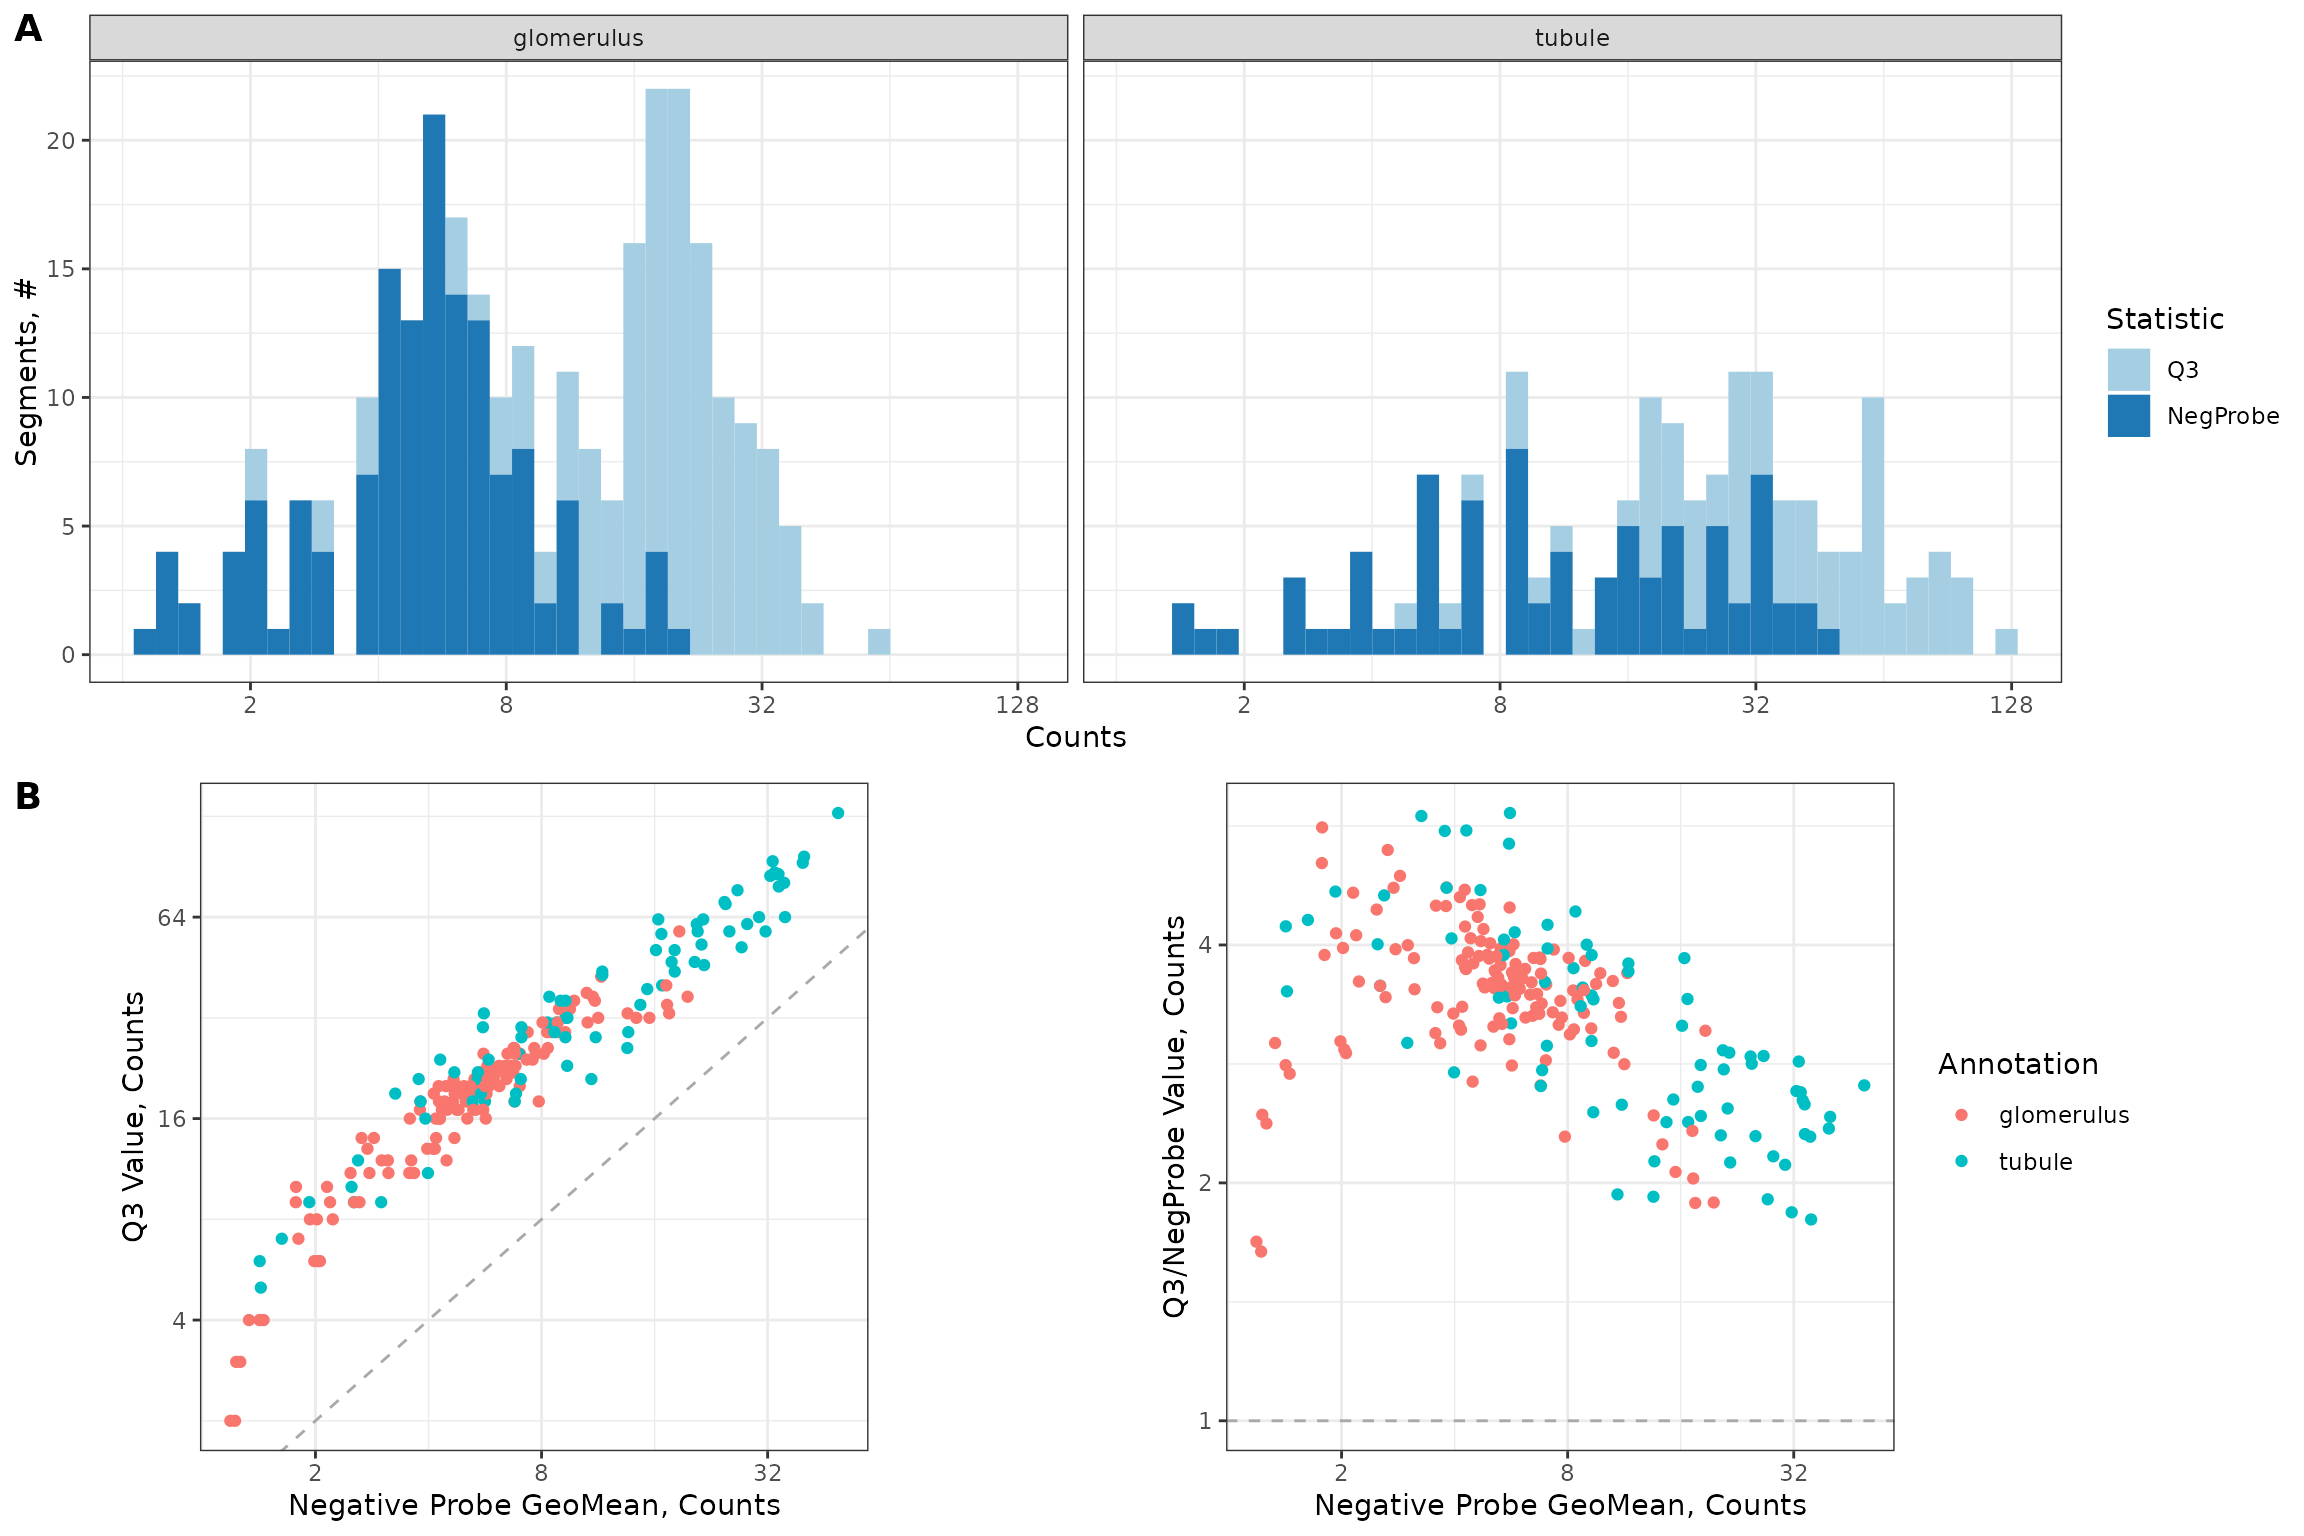 A
glomerulus
tubule
Segments, #
20
15
10
5
0
2
8
32
128
2
8
32
128
Counts
Statistic
Q3
NegProbe
B
Q3 Value, Counts
64
16
4
2
8
32
Negative Probe GeoMean, Counts
Q3/NegProbe Value, Counts
4
2
1
2
8
32
Negative Probe GeoMean, Counts
Annotation
glomerulus
tubule